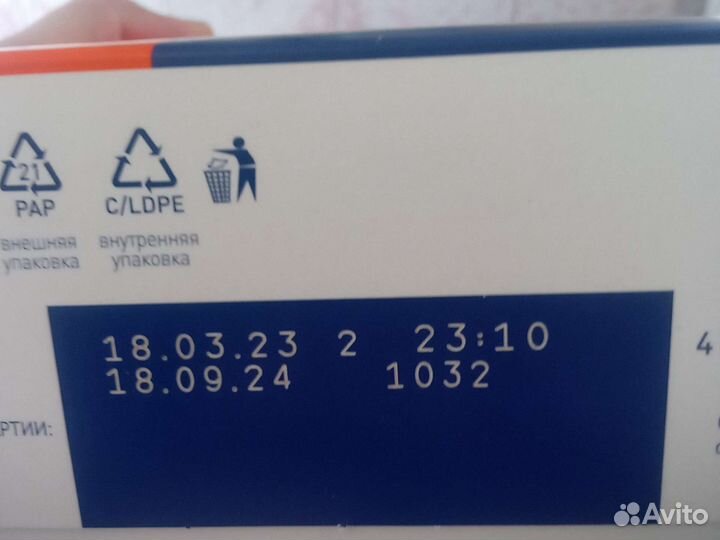 21
PAP
C/LDPE
внешняя
упаковка
внутренняя
упаковка
18.03.23 2 23:10
18.09.24 1032
РТИИ:
4
Avito